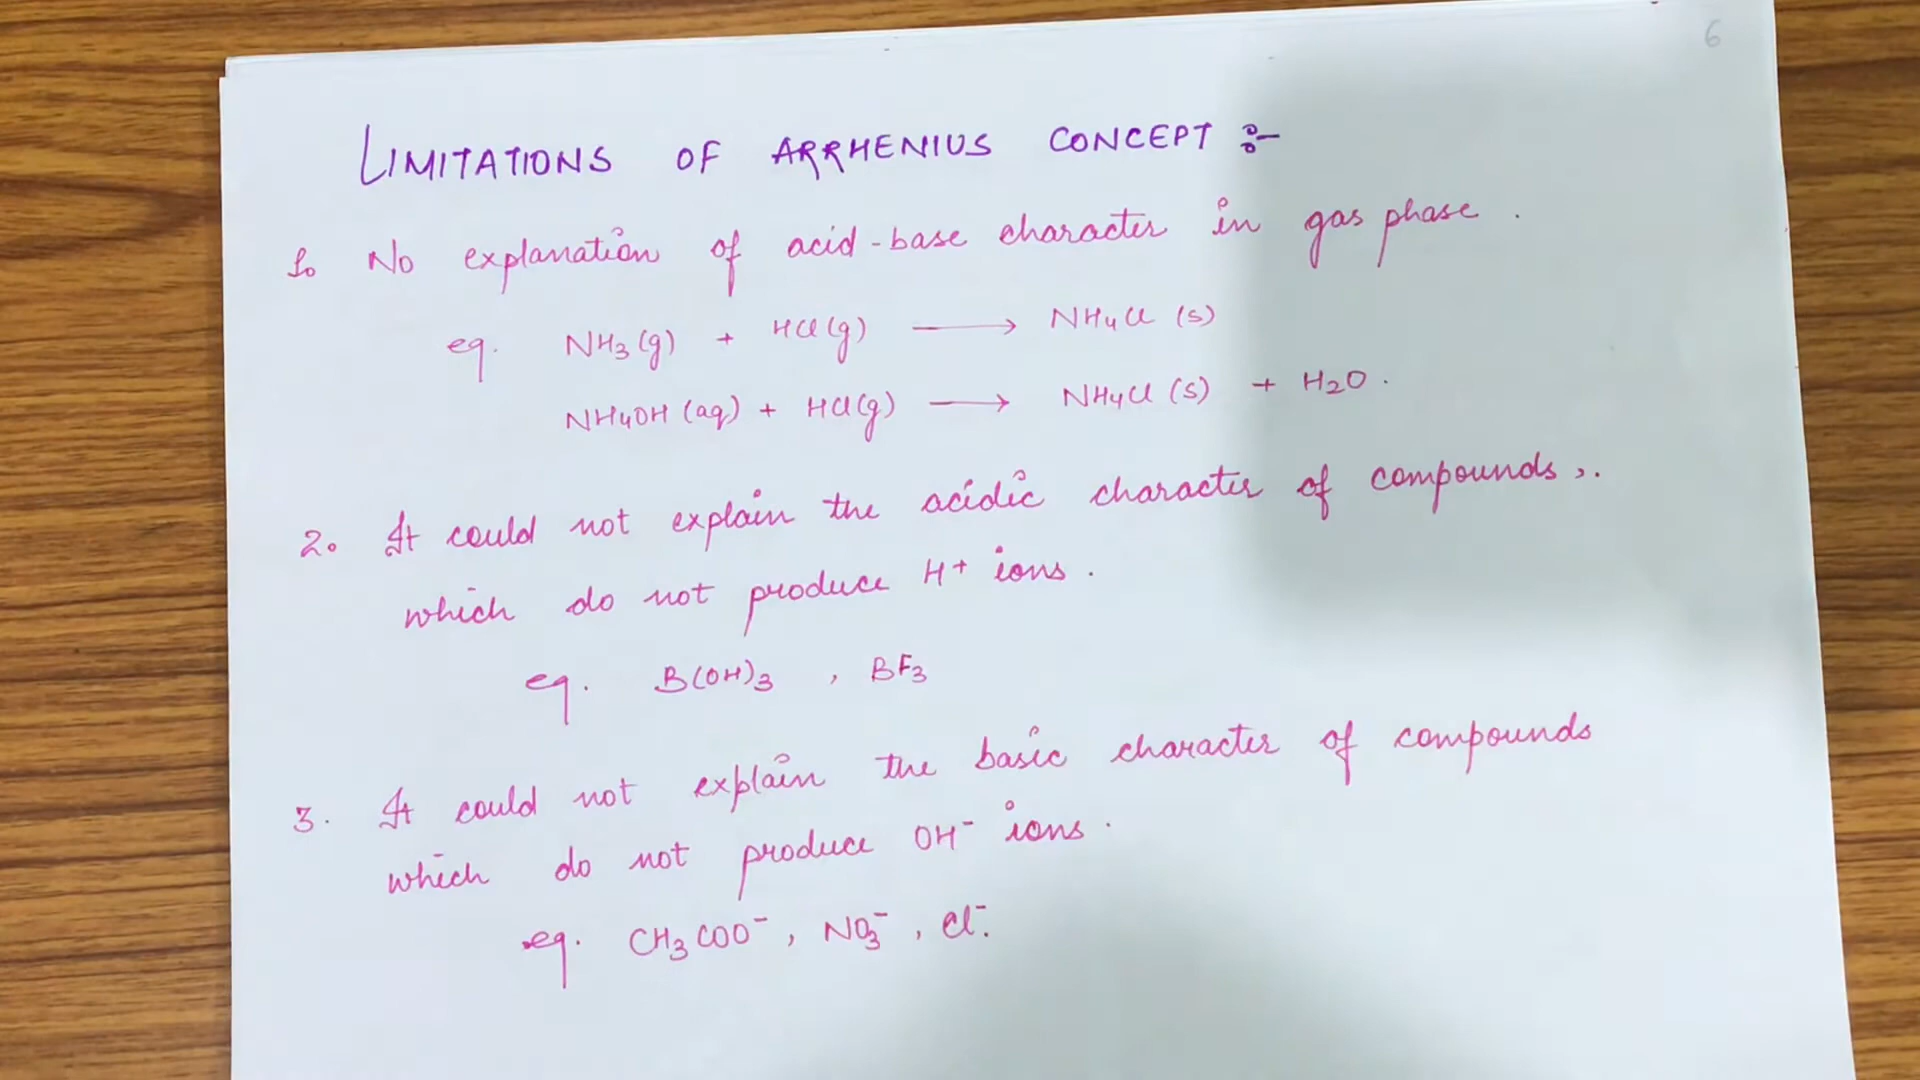 6
LIMITATIONS OF ARRHENIUS CONCEPT :-
1. No explanation of acid-base character in gas phase.
eg. NH3(g) + HCl(g) ⟶ NH4Cl (s)
NH4OH (aq) + HCl(g) ⟶ NH4Cl (s) + H2O.
2. It could not explain the acidic character of compounds,.
which do not produce H+ ions.
eg. B(OH)3 , BF3
3. It could not explain the basic character of compounds
which do not produce OH- ions.
eg. CH3COO-, NO3-, Cl-.